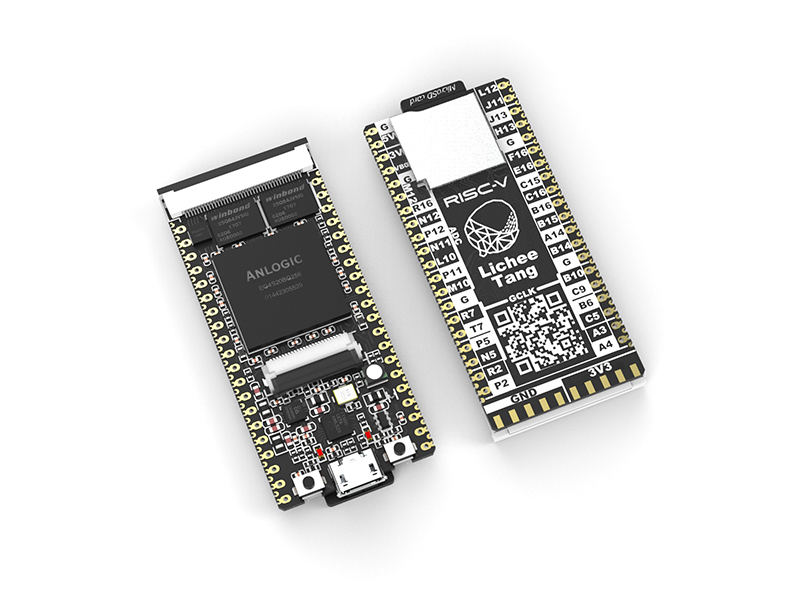 winbond
winbond
ANLOGIC
MicroSD card
L12
J11
J13
H13
G
F16
E16
C15
C16
B16
B15
A14
B14
G
B10
C9
B6
C5
A3
A4
G
5V
3V
R16
N12
P12
N11
L10
P11
M10
G
R7
T7
P5
N5
R2
P2
RISC-V
Lichee
Tang
GCLK
GND
3V3